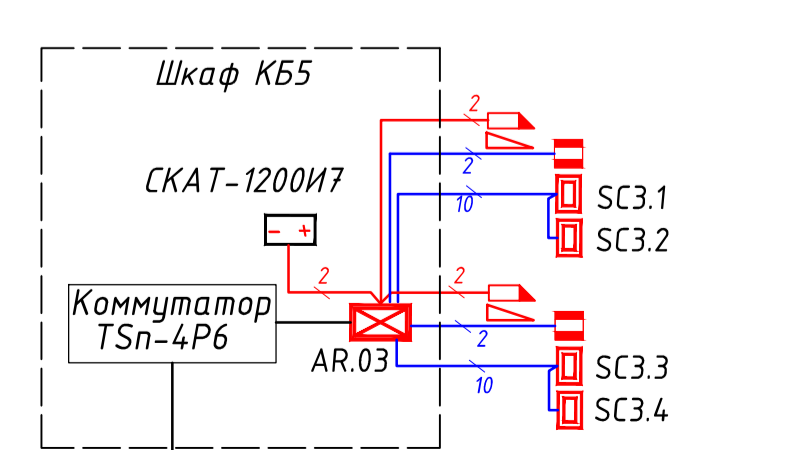 Шкаф КБ5
2
2
СКАТ-1200И7
10
SC3.1
- +
SC3.2
2
2
Коммутатор
TSn-4P6
2
AR.03
SC3.3
10
SC3.4